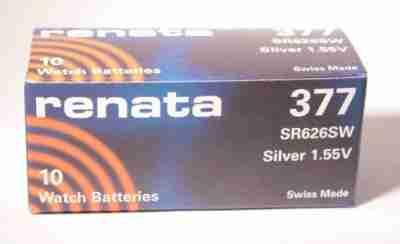 renata 377
SR626SW
Silver 1.55V
10
Watch Batteries
Swiss Made
renata 377
SR626SW
Silver 1.55V
10
Watch Batteries
Swiss Made